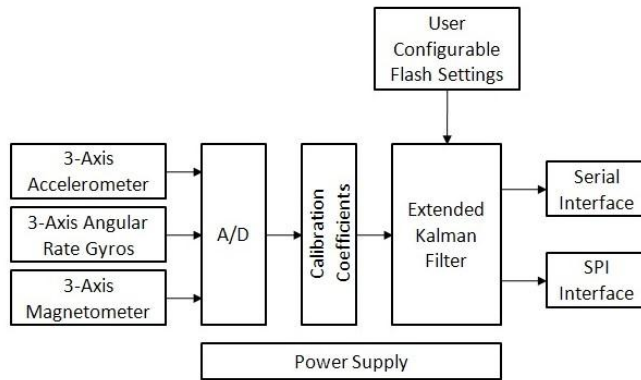 User
Configurable
Flash Settings
3-Axis
Accelerometer
3-Axis Angular
Rate Gyros
3-Axis
Magnetometer
A/D
Calibration
Coefficients
Extended
Kalman
Filter
Serial
Interface
SPI
Interface
Power Supply